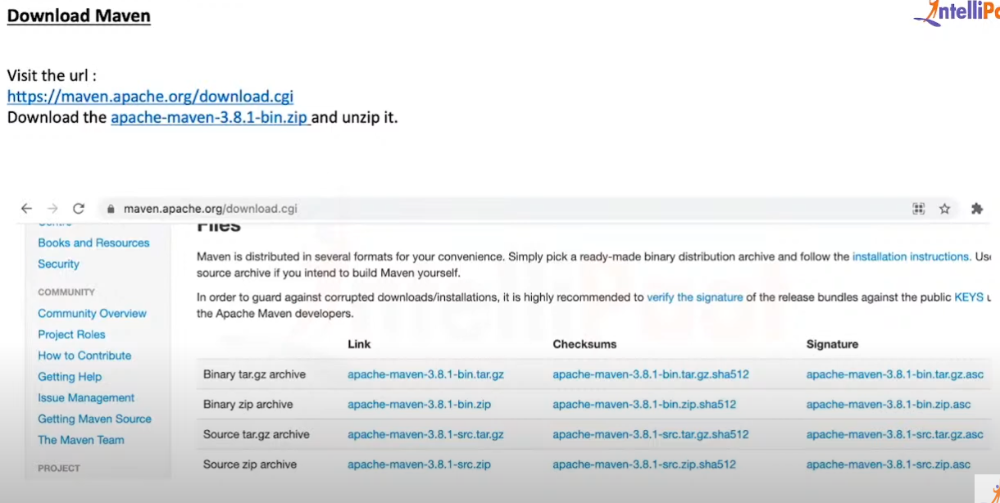 Download Maven
Visit the url :
https://maven.apache.org/download.cgi
Download the apache-maven-3.8.1-bin.zip and unzip it.
maven.apache.org/download.cgi
Files
Books and Resources
Security
COMMUNITY
Community Overview
Project Roles
How to Contribute
Getting Help
Issue Management
Getting Maven Source
The Maven Team
PROJECT
Maven is distributed in several formats for your convenience. Simply pick a ready-made binary distribution archive and follow the installation instructions.
source archive if you intend to build Maven yourself.
In order to guard against corrupted downloads/installations, it is highly recommended to verify the signature of the release bundles against the public KEYS
the Apache Maven developers.
Link Checksums Signature
Binary tar.gz archive apache-maven-3.8.1-bin.tar.gz apache-maven-3.8.1-bin.tar.gz.sha512 apache-maven-3.8.1-bin.tar.gz.asc
Binary zip archive apache-maven-3.8.1-bin.zip apache-maven-3.8.1-bin.zip.sha512 apache-maven-3.8.1-bin.zip.asc
Source tar.gz archive apache-maven-3.8.1-src.tar.gz apache-maven-3.8.1-src.tar.gz.sha512 apache-maven-3.8.1-src.tar.gz.asc
Source zip archive apache-maven-3.8.1-src.zip apache-maven-3.8.1-src.zip.sha512 apache-maven-3.8.1-src.zip.asc